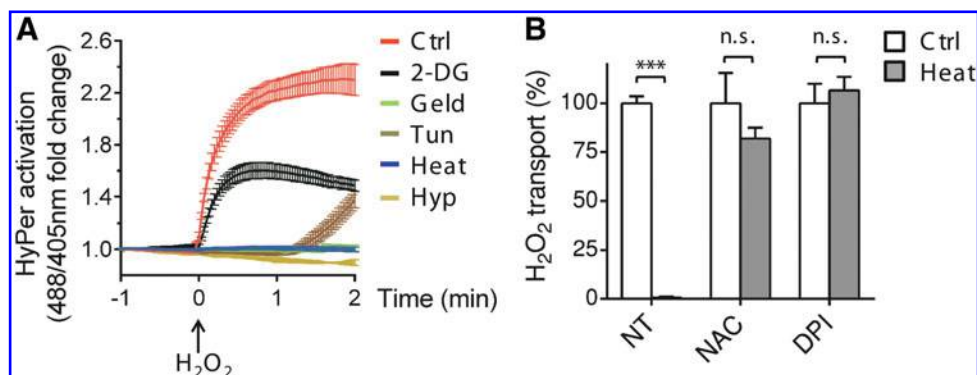 A
HyPer activation
(488/405nm fold change)
2.6
2.2
1.8
1.4
1.0
-1 0 1 2 Time (min)
H₂O₂
Ctrl
2-DG
Geld
Tun
Heat
Hyp
B
H₂O₂ transport (%)
100
75
50
25
0
***
n.s.
n.s.
NT
NAC
DPI
Ctrl
Heat